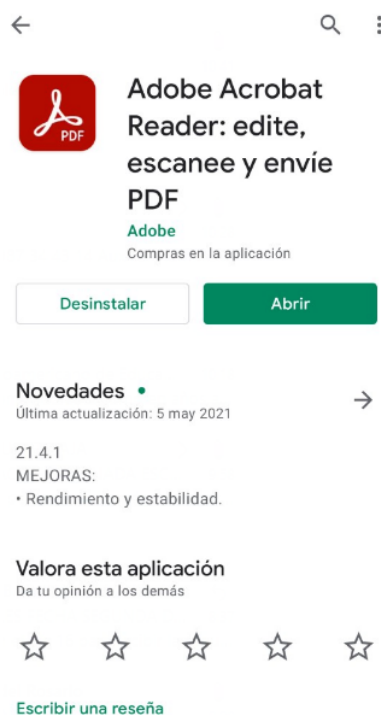 Adobe Acrobat
Reader: edite,
escanee y envíe
PDF
PDF
Adobe
Compras en la aplicación
Desinstalar
Abrir
Novedades •
Última actualización: 5 may 2021
21.4.1
MEJORAS:
• Rendimiento y estabilidad.
Valora esta aplicación
Da tu opinión a los demás
Escribir una reseña